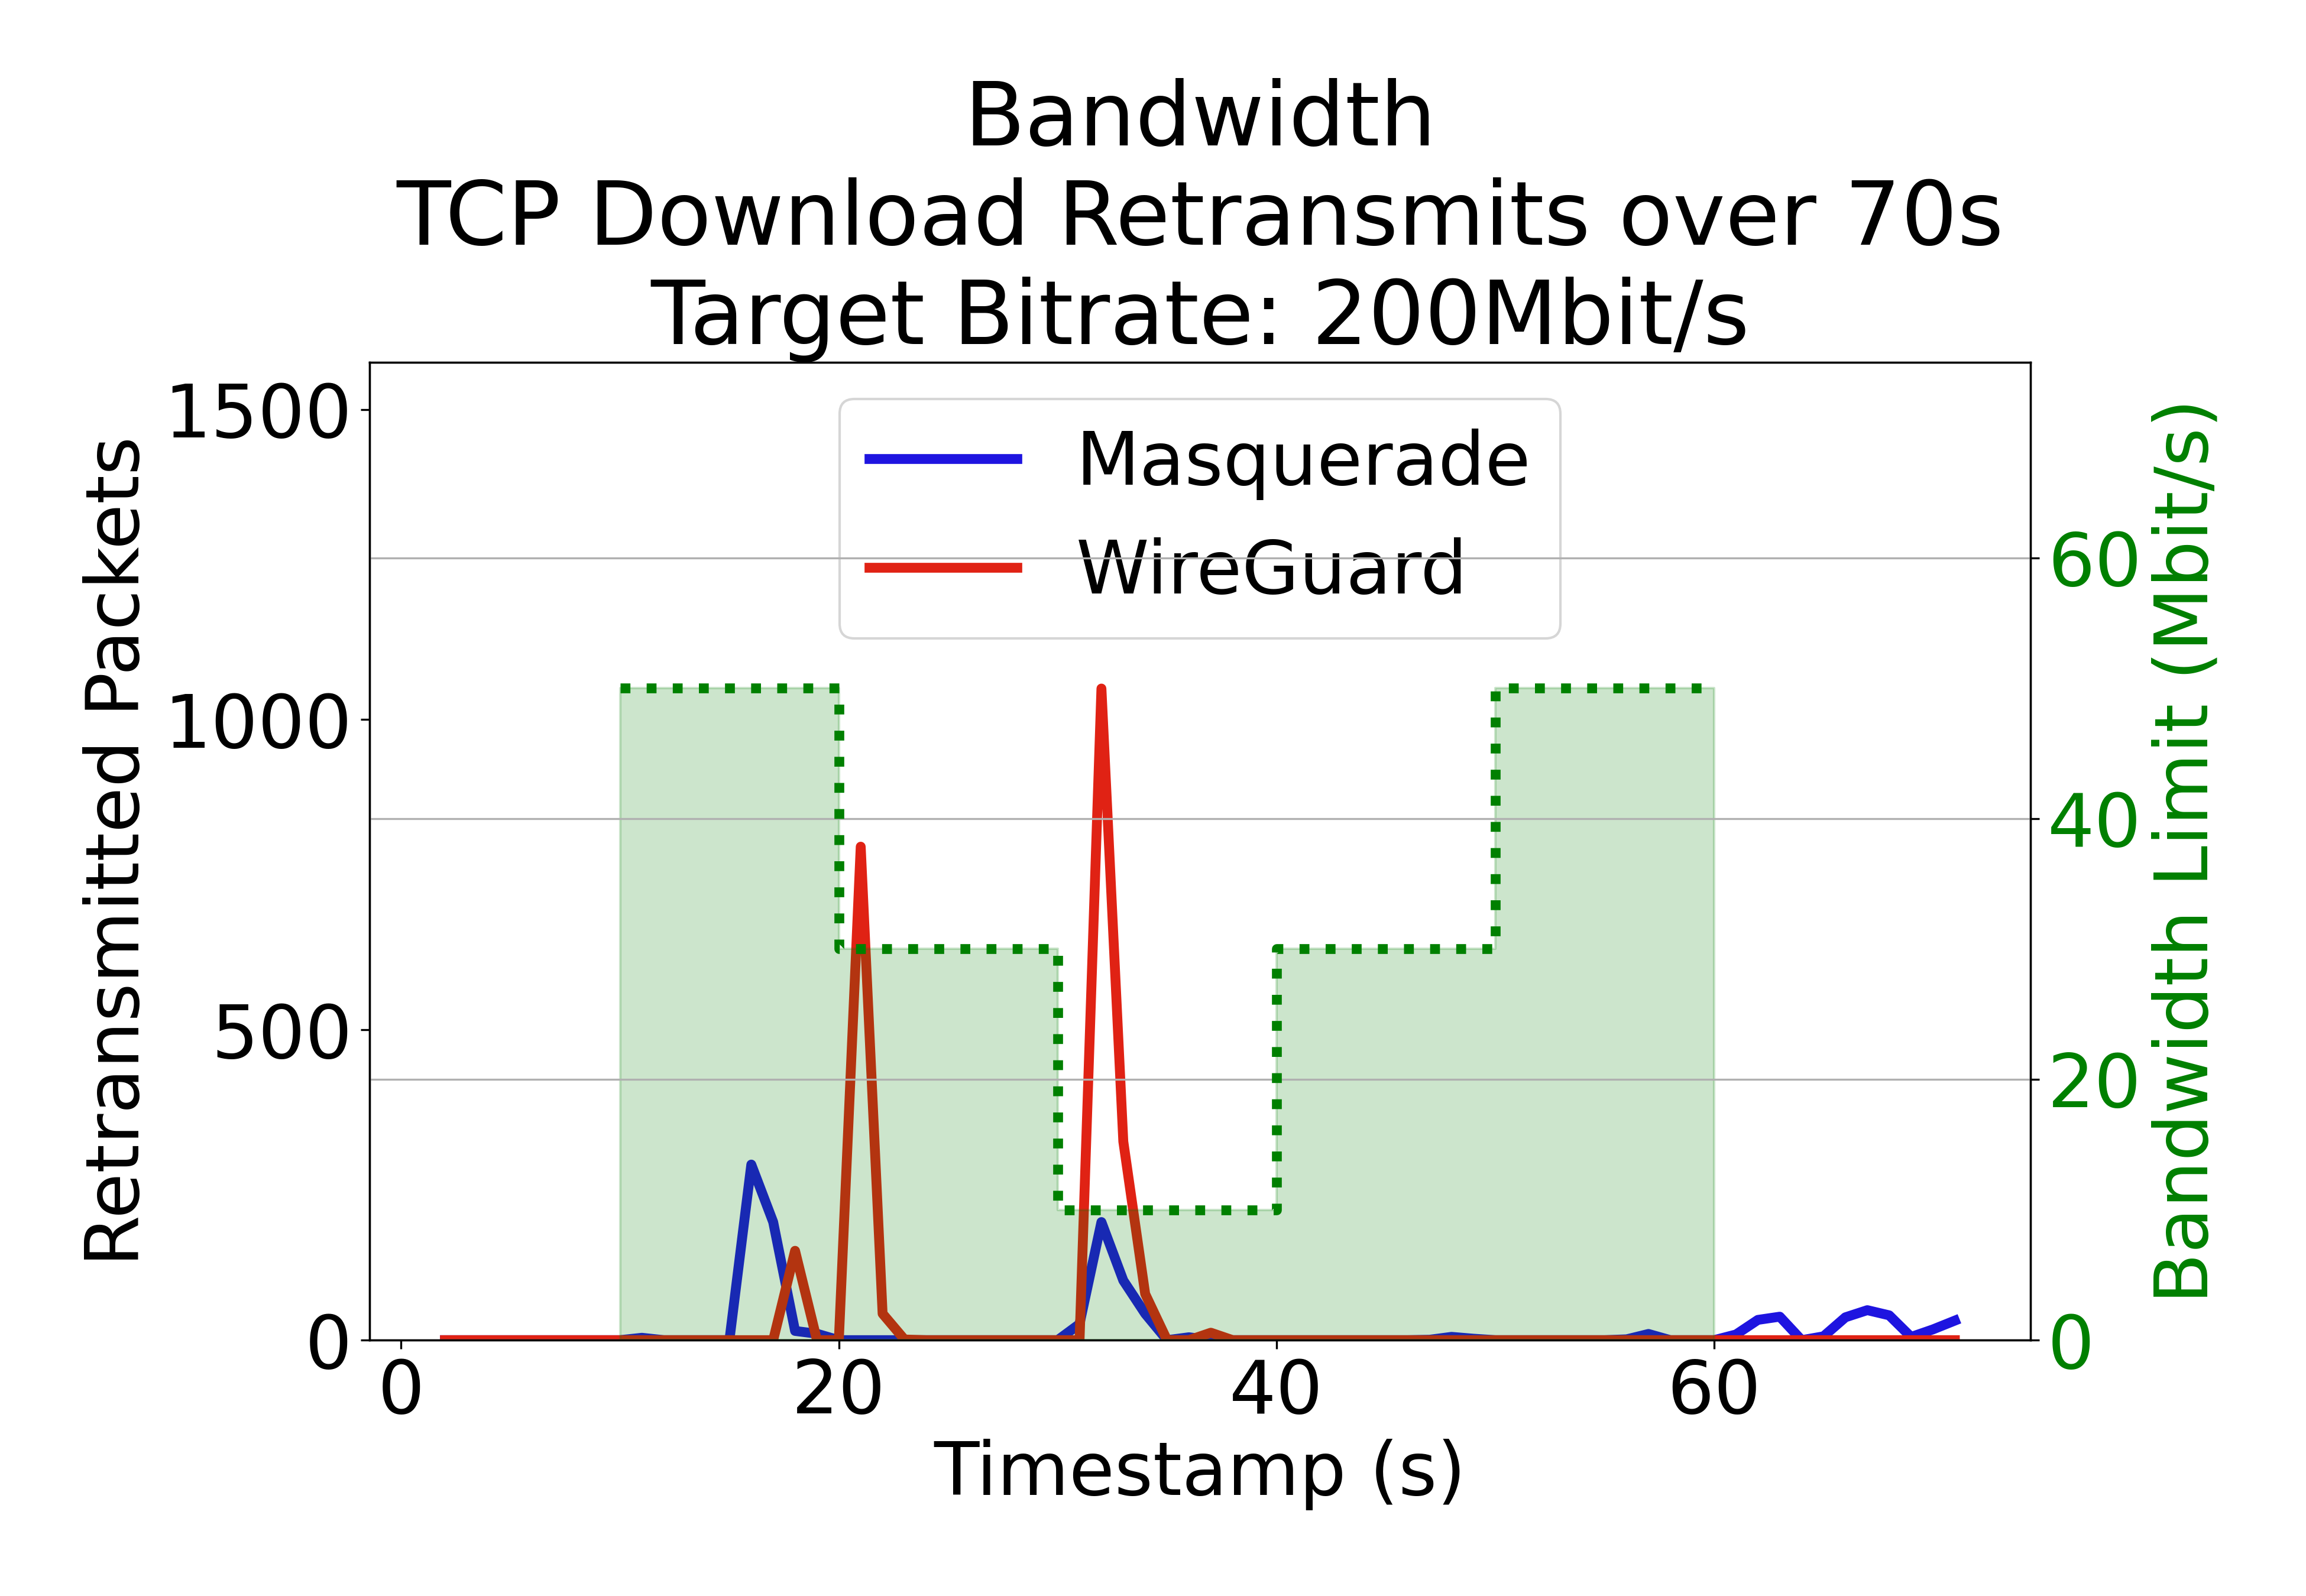 Bandwidth
TCP Download Retransmits over 70s
Target Bitrate: 200Mbit/s
Retransmitted Packets
1500
1000
500
0
Masquerade
WireGuard
60
40
20
0
Bandwidth Limit (Mbit/s)
0 20 40 60
Timestamp (s)